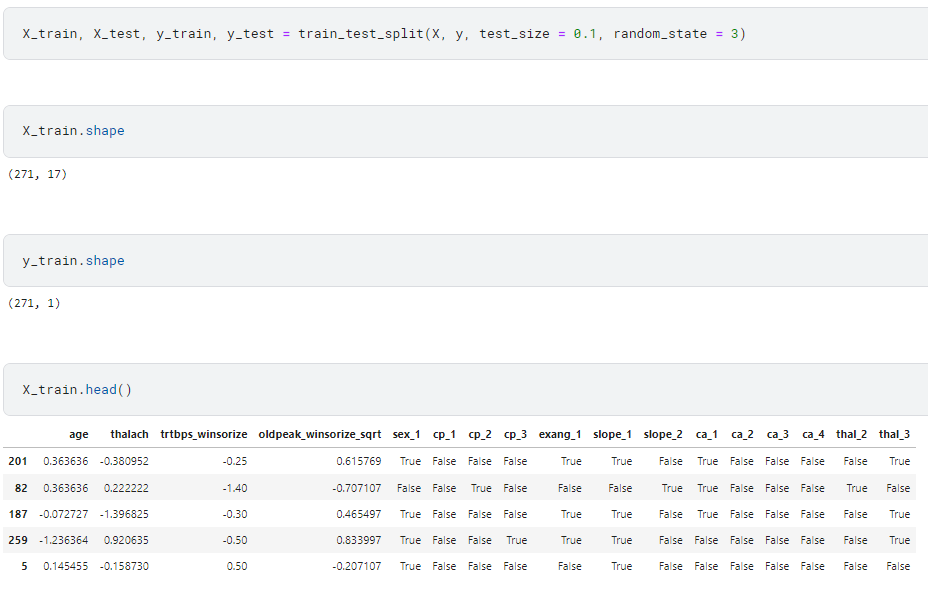 X_train, X_test, y_train, y_test = train_test_split(X, y, test_size = 0.1, random_state = 3)
X_train.shape
(271, 17)
y_train.shape
(271, 1)
X_train.head()
age thalach trtbps_winsorize oldpeak_winsorize_sqrt sex_1 cp_1 cp_2 cp_3 exang_1 slope_1 slope_2 ca_1 ca_2 ca_3 ca_4 thal_2 thal_3
201 0.363636 -0.380952 -0.25 0.615769 True False False False True True False True False False False False True
82 0.363636 0.222222 -1.40 -0.707107 False False True False False False True True False False False True False
187 -0.072727 -1.396825 -0.30 0.465497 True False False False True True False True False False False False True
259 -1.236364 0.920635 -0.50 0.833997 True False False True True True False False False False False False True
5 0.145455 -0.158730 0.50 -0.207107 True False False False False True False False False False False False False